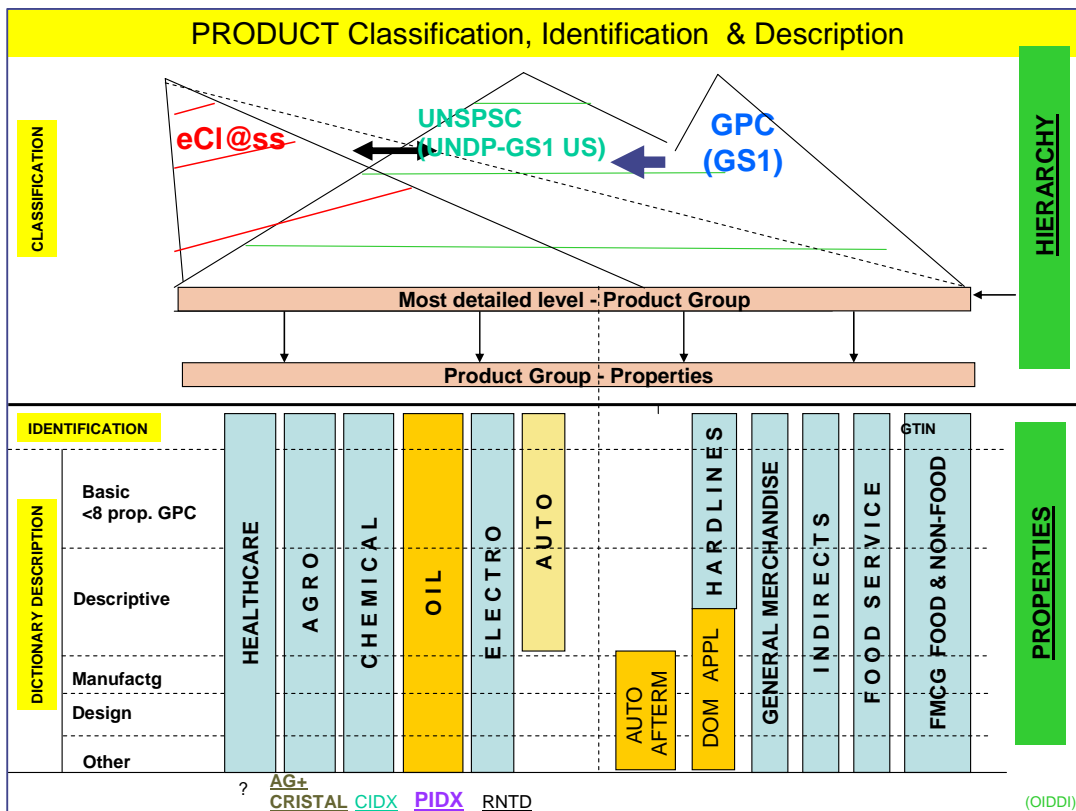 PRODUCT Classification, Identification & Description
CLASSIFICATION
eCl@ss
UNSPSC
(UNDP-GS1 US)
GPC
(GS1)
HIERARCHY
Most detailed level - Product Group
Product Group - Properties
IDENTIFICATION
GTIN
DICTIONARY DESCRIPTION
Basic
<8 prop. GPC
Descriptive
Manufactg
Design
Other
HEALTHCARE
AGRO
CHEMICAL
OIL
ELECTRO
AUTO
AUTO
AFTERM
HARDLINES
DOM APPL
GENERAL MERCHANDISE
INDIRECTS
FOOD SERVICE
FMCG FOOD & NON-FOOD
PROPERTIES
?
AG+
CRISTAL
CIDX
PIDX
RNTD
(OIDDI)